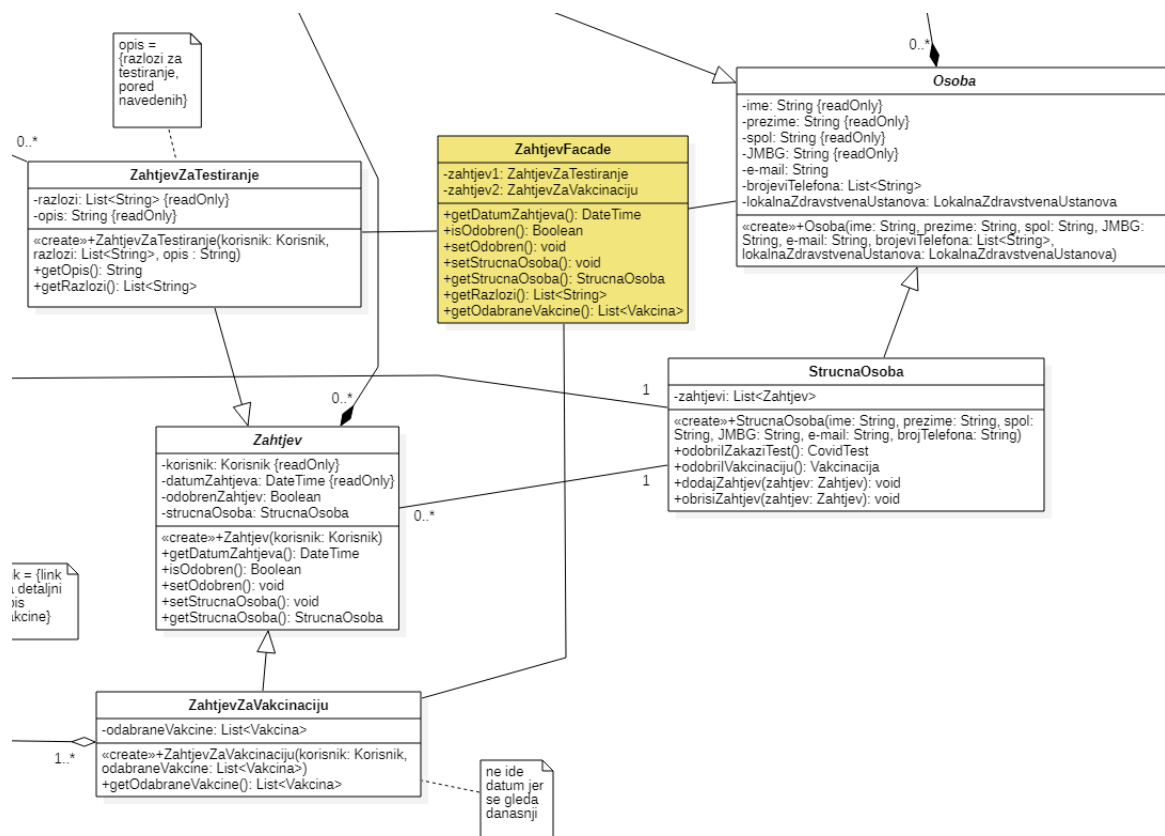 opis =
{razlozi za
testiranje,
pored
navedenih}
0..*
0..*
ZahtjevZaTestiranje
-razlozi: List<String> {readOnly}
-opis: String {readOnly}
«create»+ZahtjevZaTestiranje(korisnik: Korisnik,
razlozi: List<String>, opis : String)
+getOpis(): String
+getRazlozi(): List<String>
ZahtjevFacade
-zahtjev1: ZahtjevZaTestiranje
-zahtjev2: ZahtjevZaVakcinaciju
+getDatumZahtjeva(): DateTime
+isOdobren(): Boolean
+setOdobren(): void
+setStrucnaOsoba(): void
+getStrucnaOsoba(): StrucnaOsoba
+getRazlozi(): List<String>
+getOdabraneVakcine(): List<Vakcina>
Osoba
-ime: String {readOnly}
-prezime: String {readOnly}
-spol: String {readOnly}
-JMBG: String {readOnly}
-e-mail: String
-brojeviTelefona: List<String>
-lokalnaZdravstvenaUstanova: LokalnaZdravstvenaUstanova
«create»+Osoba(ime: String, prezime: String, spol: String, JMBG:
String, e-mail: String, brojeviTelefona: List<String>,
lokalnaZdravstvenaUstanova: LokalnaZdravstvenaUstanova)
StrucnaOsoba
-zahtjevi: List<Zahtjev>
«create»+StrucnaOsoba(ime: String, prezime: String, spol:
String, JMBG: String, e-mail: String, brojTelefona: String)
+odobrilZakaziTest(): CovidTest
+odobrilVakcinaciju(): Vakcinacija
+dodajZahtjev(zahtjev: Zahtjev): void
+obrisiZahtjev(zahtjev: Zahtjev): void
1
1
0..*
0..*
Zahtjev
-korisnik: Korisnik {readOnly}
-datumZahtjeva: DateTime {readOnly}
-odobrenZahtjev: Boolean
-strucnaOsoba: StrucnaOsoba
«create»+Zahtjev(korisnik: Korisnik)
+getDatumZahtjeva(): DateTime
+isOdobren(): Boolean
+setOdobren(): void
+setStrucnaOsoba(): void
+getStrucnaOsoba(): StrucnaOsoba
= {link
detaljni
ZahtjevZaVakcinaciju
-odabraneVakcine: List<Vakcina>
«create»+ZahtjevZaVakcinaciju(korisnik: Korisnik,
odabraneVakcine: List<Vakcina>)
+getOdabraneVakcine(): List<Vakcina>
1..*
ne ide
datum jer
se gleda
danasnji